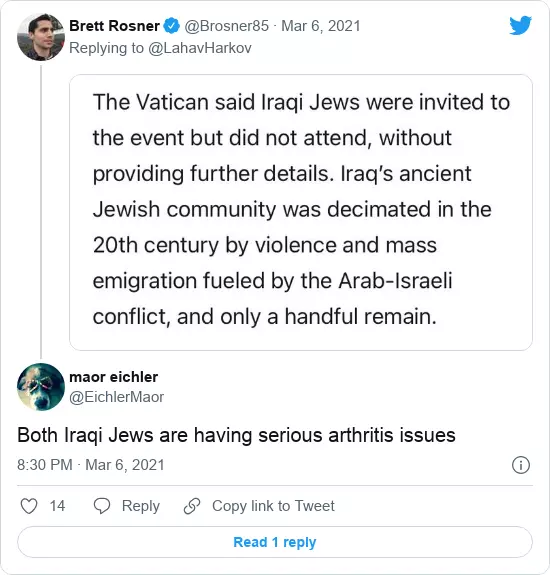 Brett Rosner @Brosner85 · Mar 6, 2021
Replying to @LahavHarkov
The Vatican said Iraqi Jews were invited to
the event but did not attend, without
providing further details. Iraq’s ancient
Jewish community was decimated in the
20th century by violence and mass
emigration fueled by the Arab-Israeli
conflict, and only a handful remain.
maor eichler
@EichlerMaor
Both Iraqi Jews are having serious arthritis issues
8:30 PM · Mar 6, 2021
14 Reply Copy link to Tweet
Read 1 reply